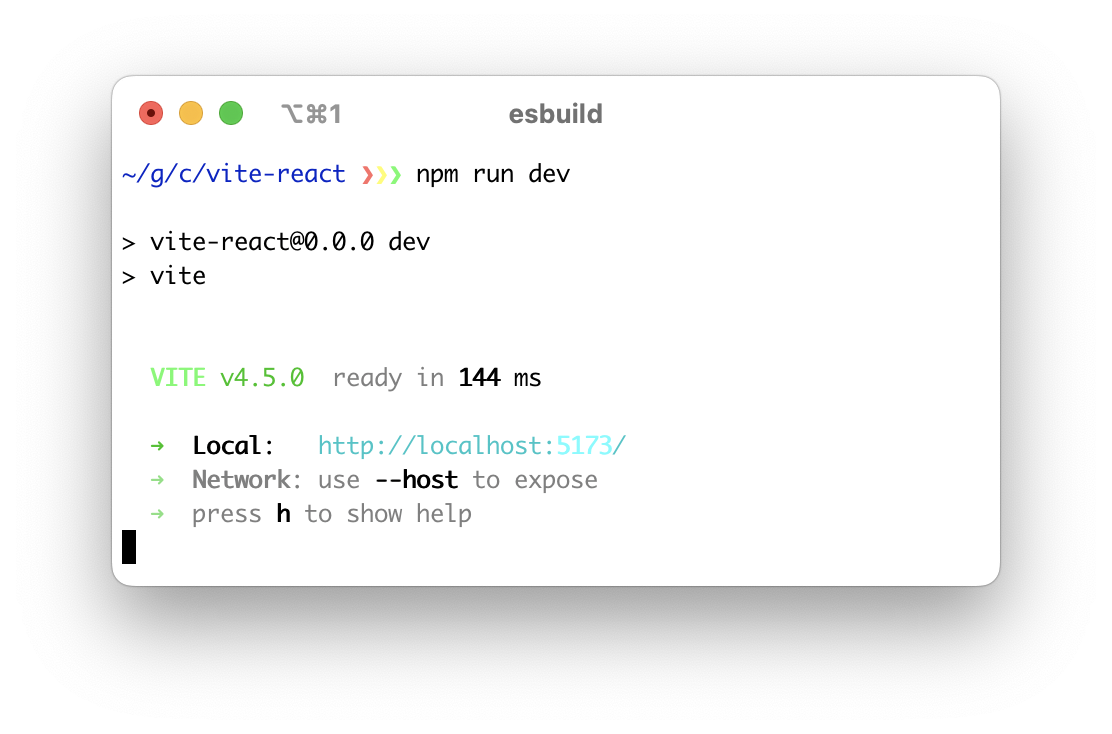 ⌥⌘1 esbuild
~/g/c/vite-react ❯❯❯ npm run dev
> vite-react@0.0.0 dev
> vite
VITE v4.5.0  ready in 144 ms
➜  Local:   http://localhost:5173/
➜  Network: use --host to expose
➜  press h to show help